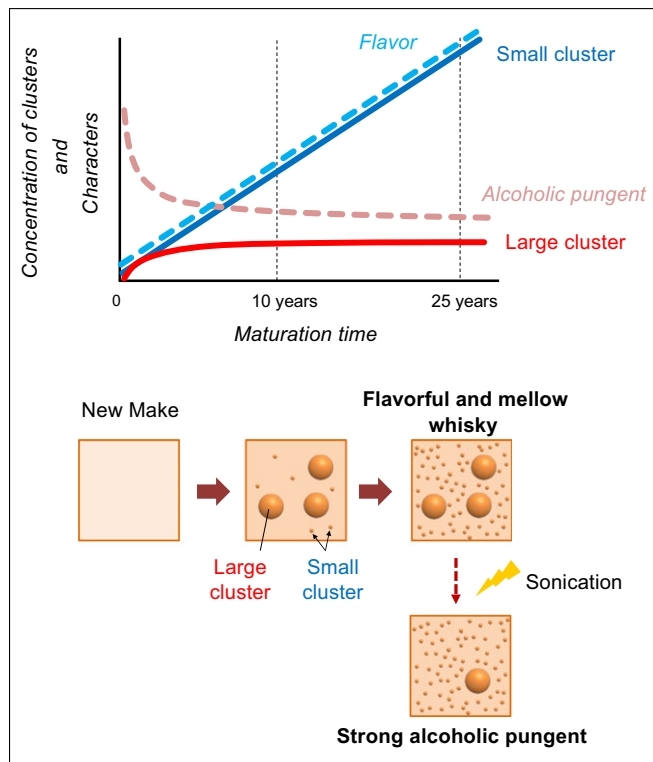 Concentration of clusters
and
Characters
Flavor
Small cluster
Alcoholic pungent
Large cluster
0
10 years
25 years
Maturation time
New Make
Flavorful and mellow
whisky
Large
cluster
Small
cluster
Sonication
Strong alcoholic pungent